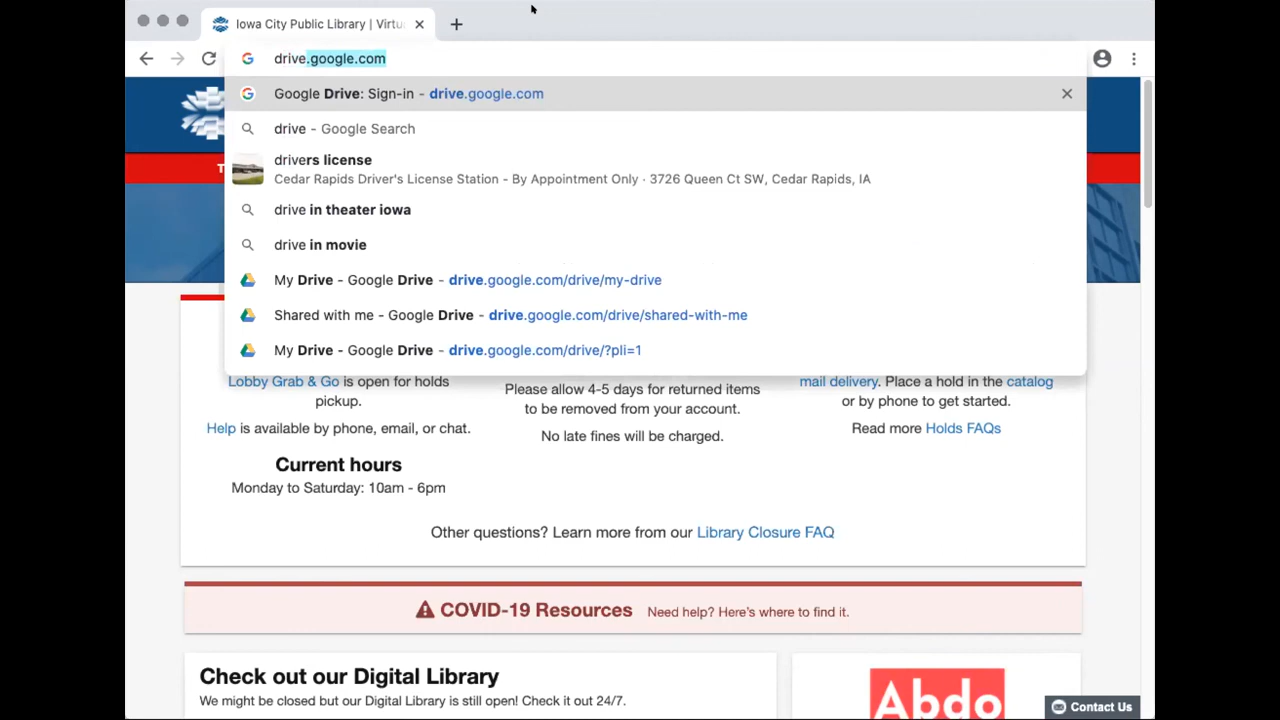 Iowa City Public Library | Virtu
drive.google.com
Google Drive: Sign-in - drive.google.com
drive - Google Search
drivers license
Cedar Rapids Driver's License Station - By Appointment Only · 3726 Queen Ct SW, Cedar Rapids, IA
T
drive in theater iowa
drive in movie
My Drive - Google Drive - drive.google.com/drive/my-drive
Shared with me - Google Drive - drive.google.com/drive/shared-with-me
My Drive - Google Drive - drive.google.com/drive/?pli=1
Lobby Grab & Go is open for holds
pickup.
Help is available by phone, email, or chat.
Current hours
Monday to Saturday: 10am - 6pm
Please allow 4-5 days for returned items
to be removed from your account.
No late fines will be charged.
mail delivery. Place a hold in the catalog
or by phone to get started.
Read more Holds FAQs
Other questions? Learn more from our Library Closure FAQ
COVID-19 Resources Need help? Here's where to find it.
Check out our Digital Library
We might be closed but our Digital Library is still open! Check it out 24/7.
Abdo
Contact Us